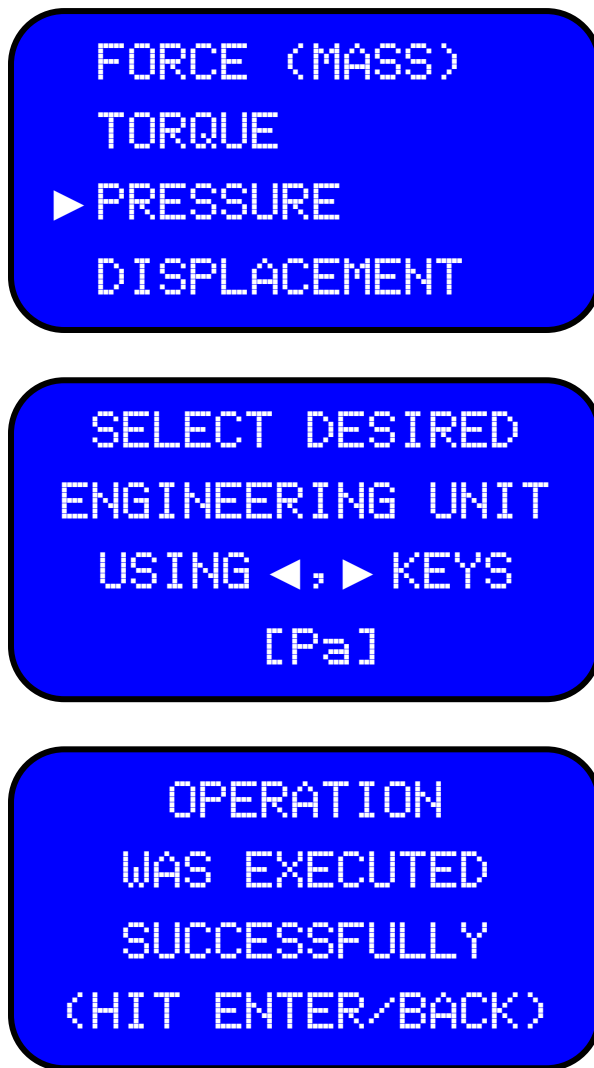 FORCE (MASS)
TORQUE
►PRESSURE
DISPLACEMENT
SELECT DESIRED
ENGINEERING UNIT
USING ◄,► KEYS
[Pa]
OPERATION
WAS EXECUTED
SUCCESSFULLY
(HIT ENTER/BACK)